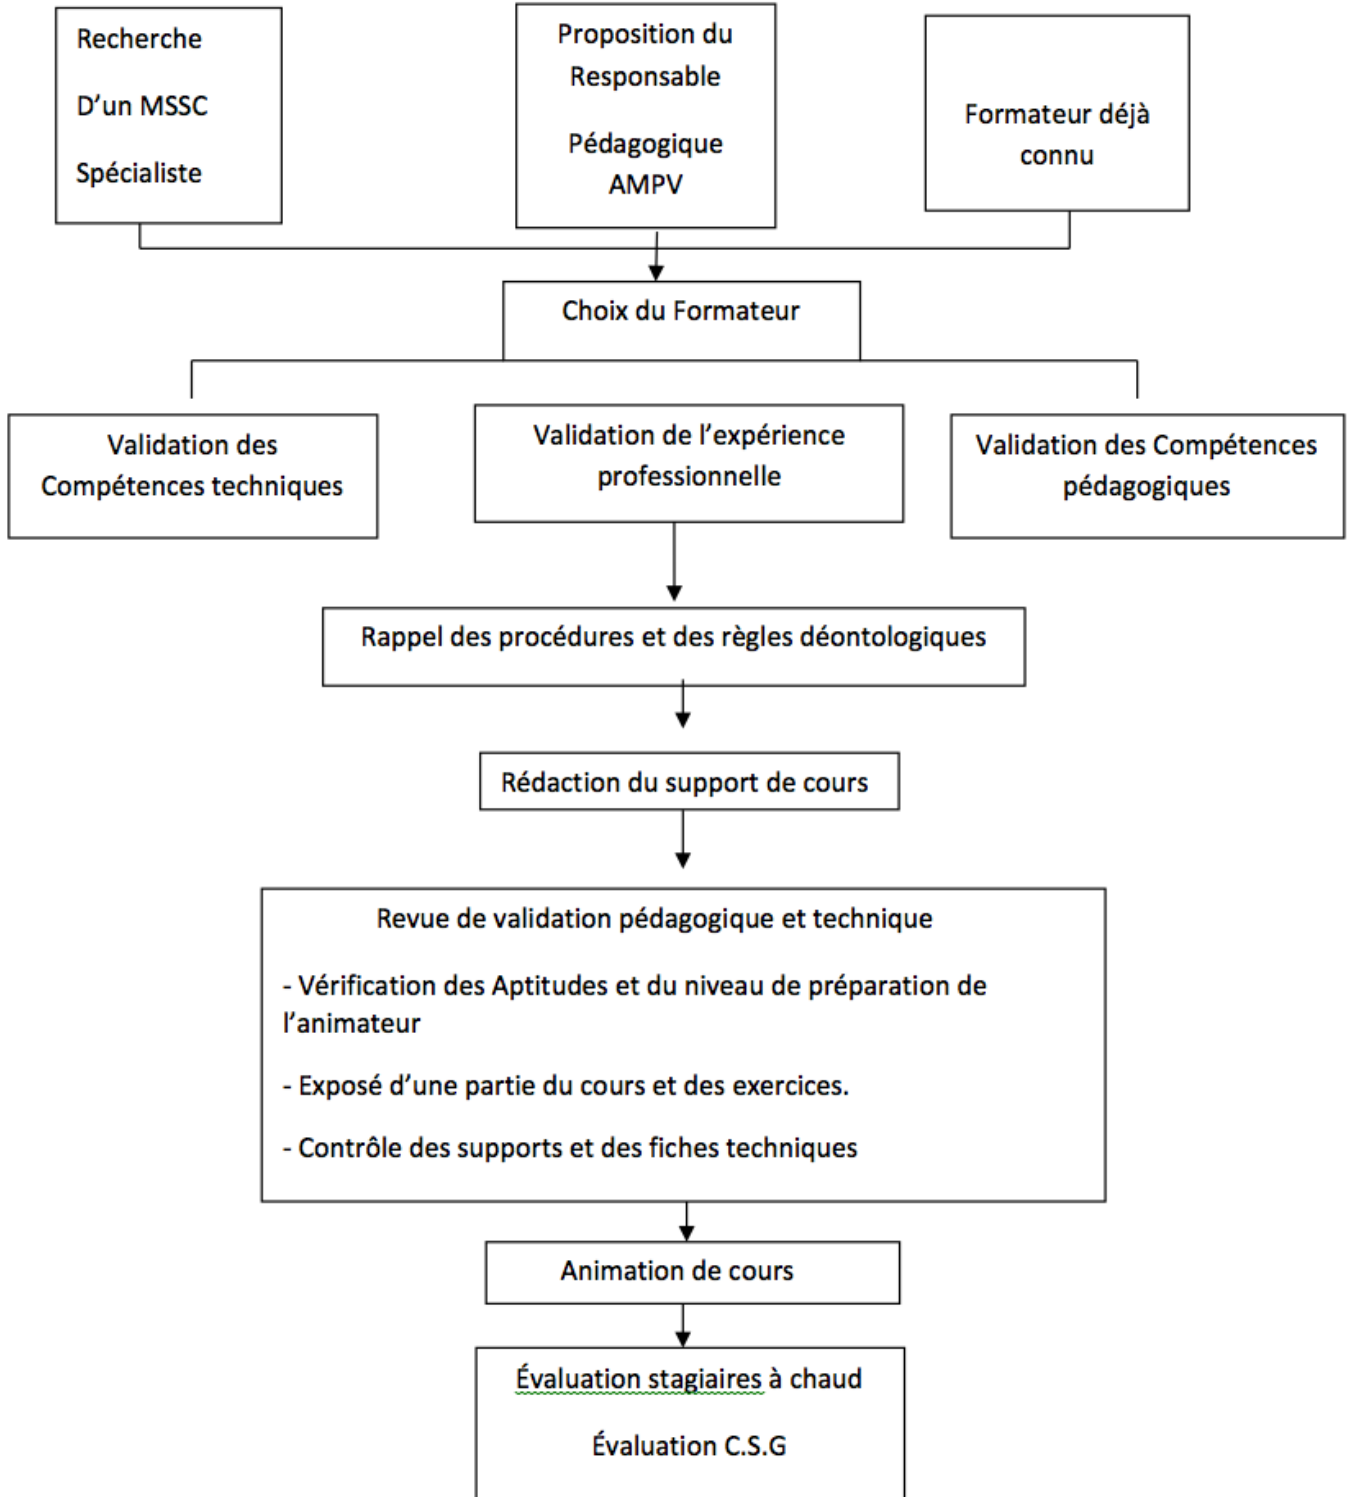 Recherche
D’un MSSC
Spécialiste
Proposition du
Responsable
Pédagogique
AMPV
Formateur déjà
connu
Choix du Formateur
Validation des
Compétences techniques
Validation de l’expérience
professionnelle
Validation des Compétences
pédagogiques
Rappel des procédures et des règles déontologiques
Rédaction du support de cours
Revue de validation pédagogique et technique
- Vérification des Aptitudes et du niveau de préparation de
l’animateur
- Exposé d’une partie du cours et des exercices.
- Contrôle des supports et des fiches techniques
Animation de cours
Évaluation stagiaires à chaud
Évaluation C.S.G